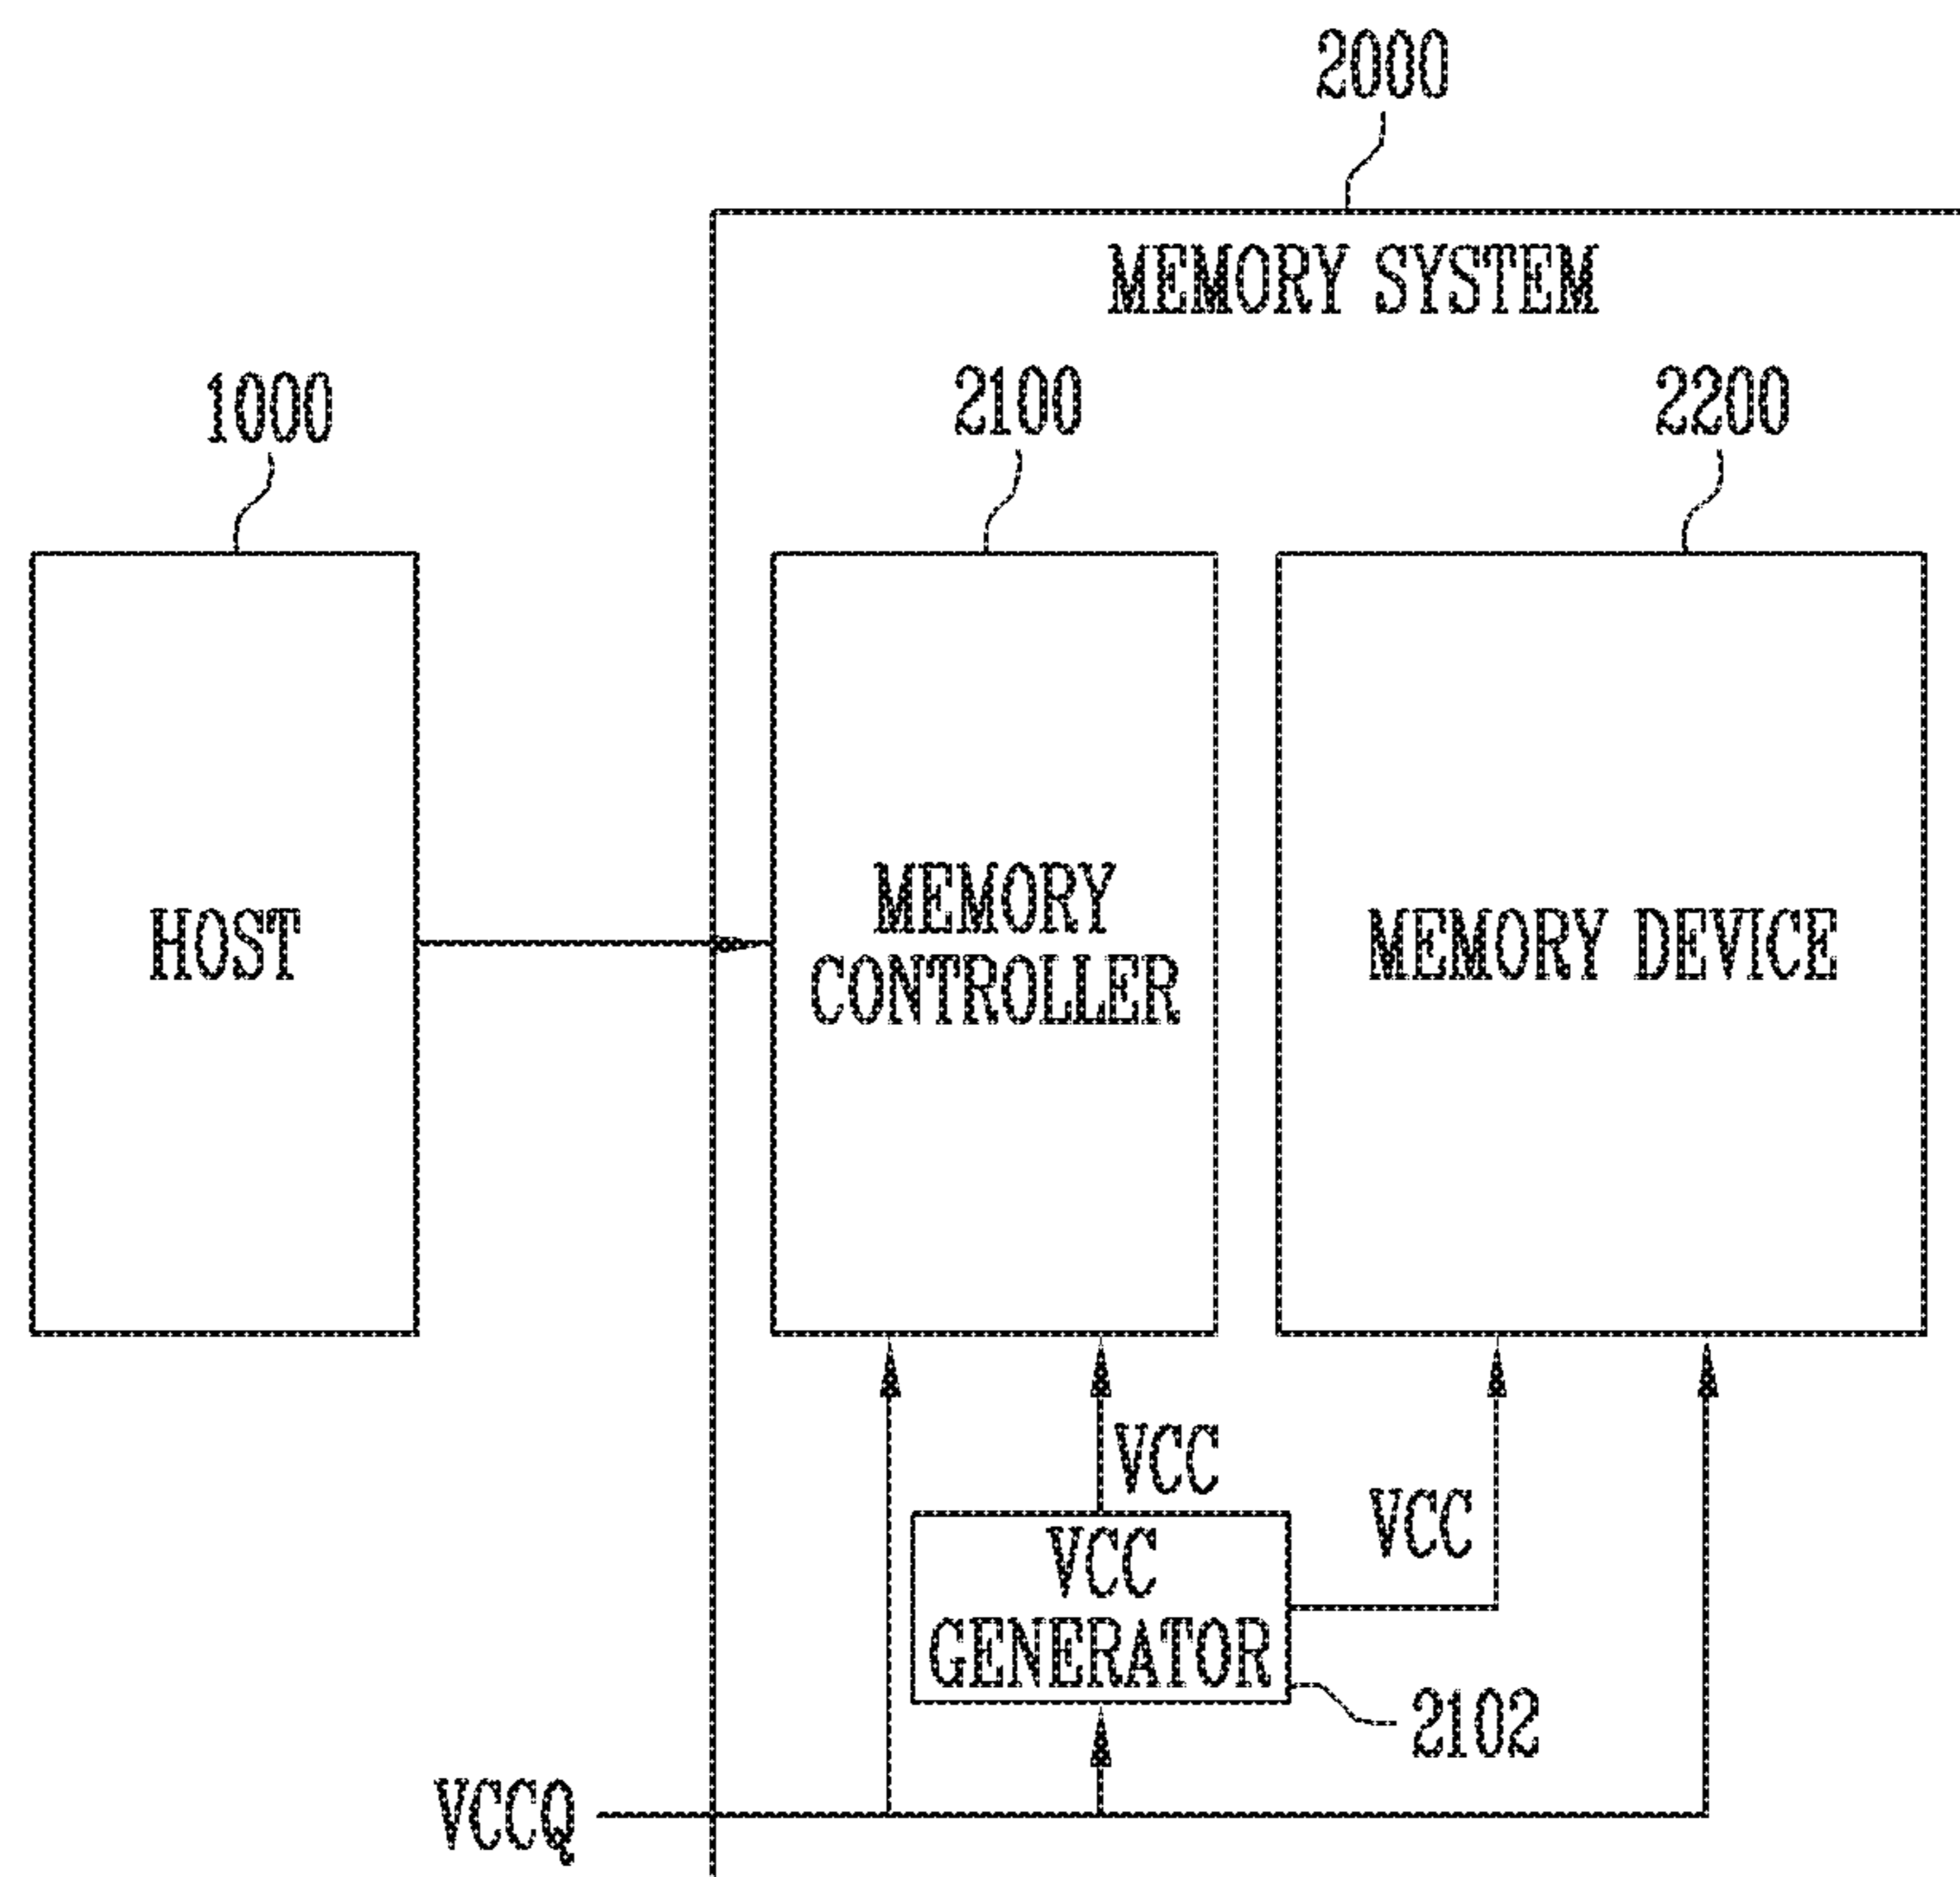 2000
MEMORY SYSTEM
1000
2100
2200
HOST
MEMORY
CONTROLLER
MEMORY DEVICE
VCC
VCC
VCC
GENERATOR
2102
VCCQ